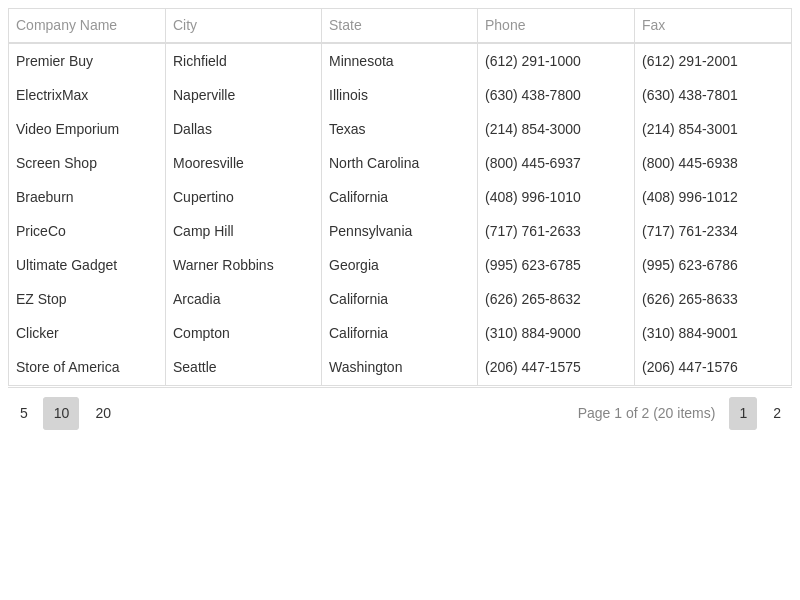 Company Name City State Phone Fax
Premier Buy Richfield Minnesota (612) 291-1000 (612) 291-2001
ElectrixMax Naperville Illinois (630) 438-7800 (630) 438-7801
Video Emporium Dallas Texas (214) 854-3000 (214) 854-3001
Screen Shop Mooresville North Carolina (800) 445-6937 (800) 445-6938
Braeburn Cupertino California (408) 996-1010 (408) 996-1012
PriceCo Camp Hill Pennsylvania (717) 761-2633 (717) 761-2334
Ultimate Gadget Warner Robbins Georgia (995) 623-6785 (995) 623-6786
EZ Stop Arcadia California (626) 265-8632 (626) 265-8633
Clicker Compton California (310) 884-9000 (310) 884-9001
Store of America Seattle Washington (206) 447-1575 (206) 447-1576
5 10 20 Page 1 of 2 (20 items) 1 2